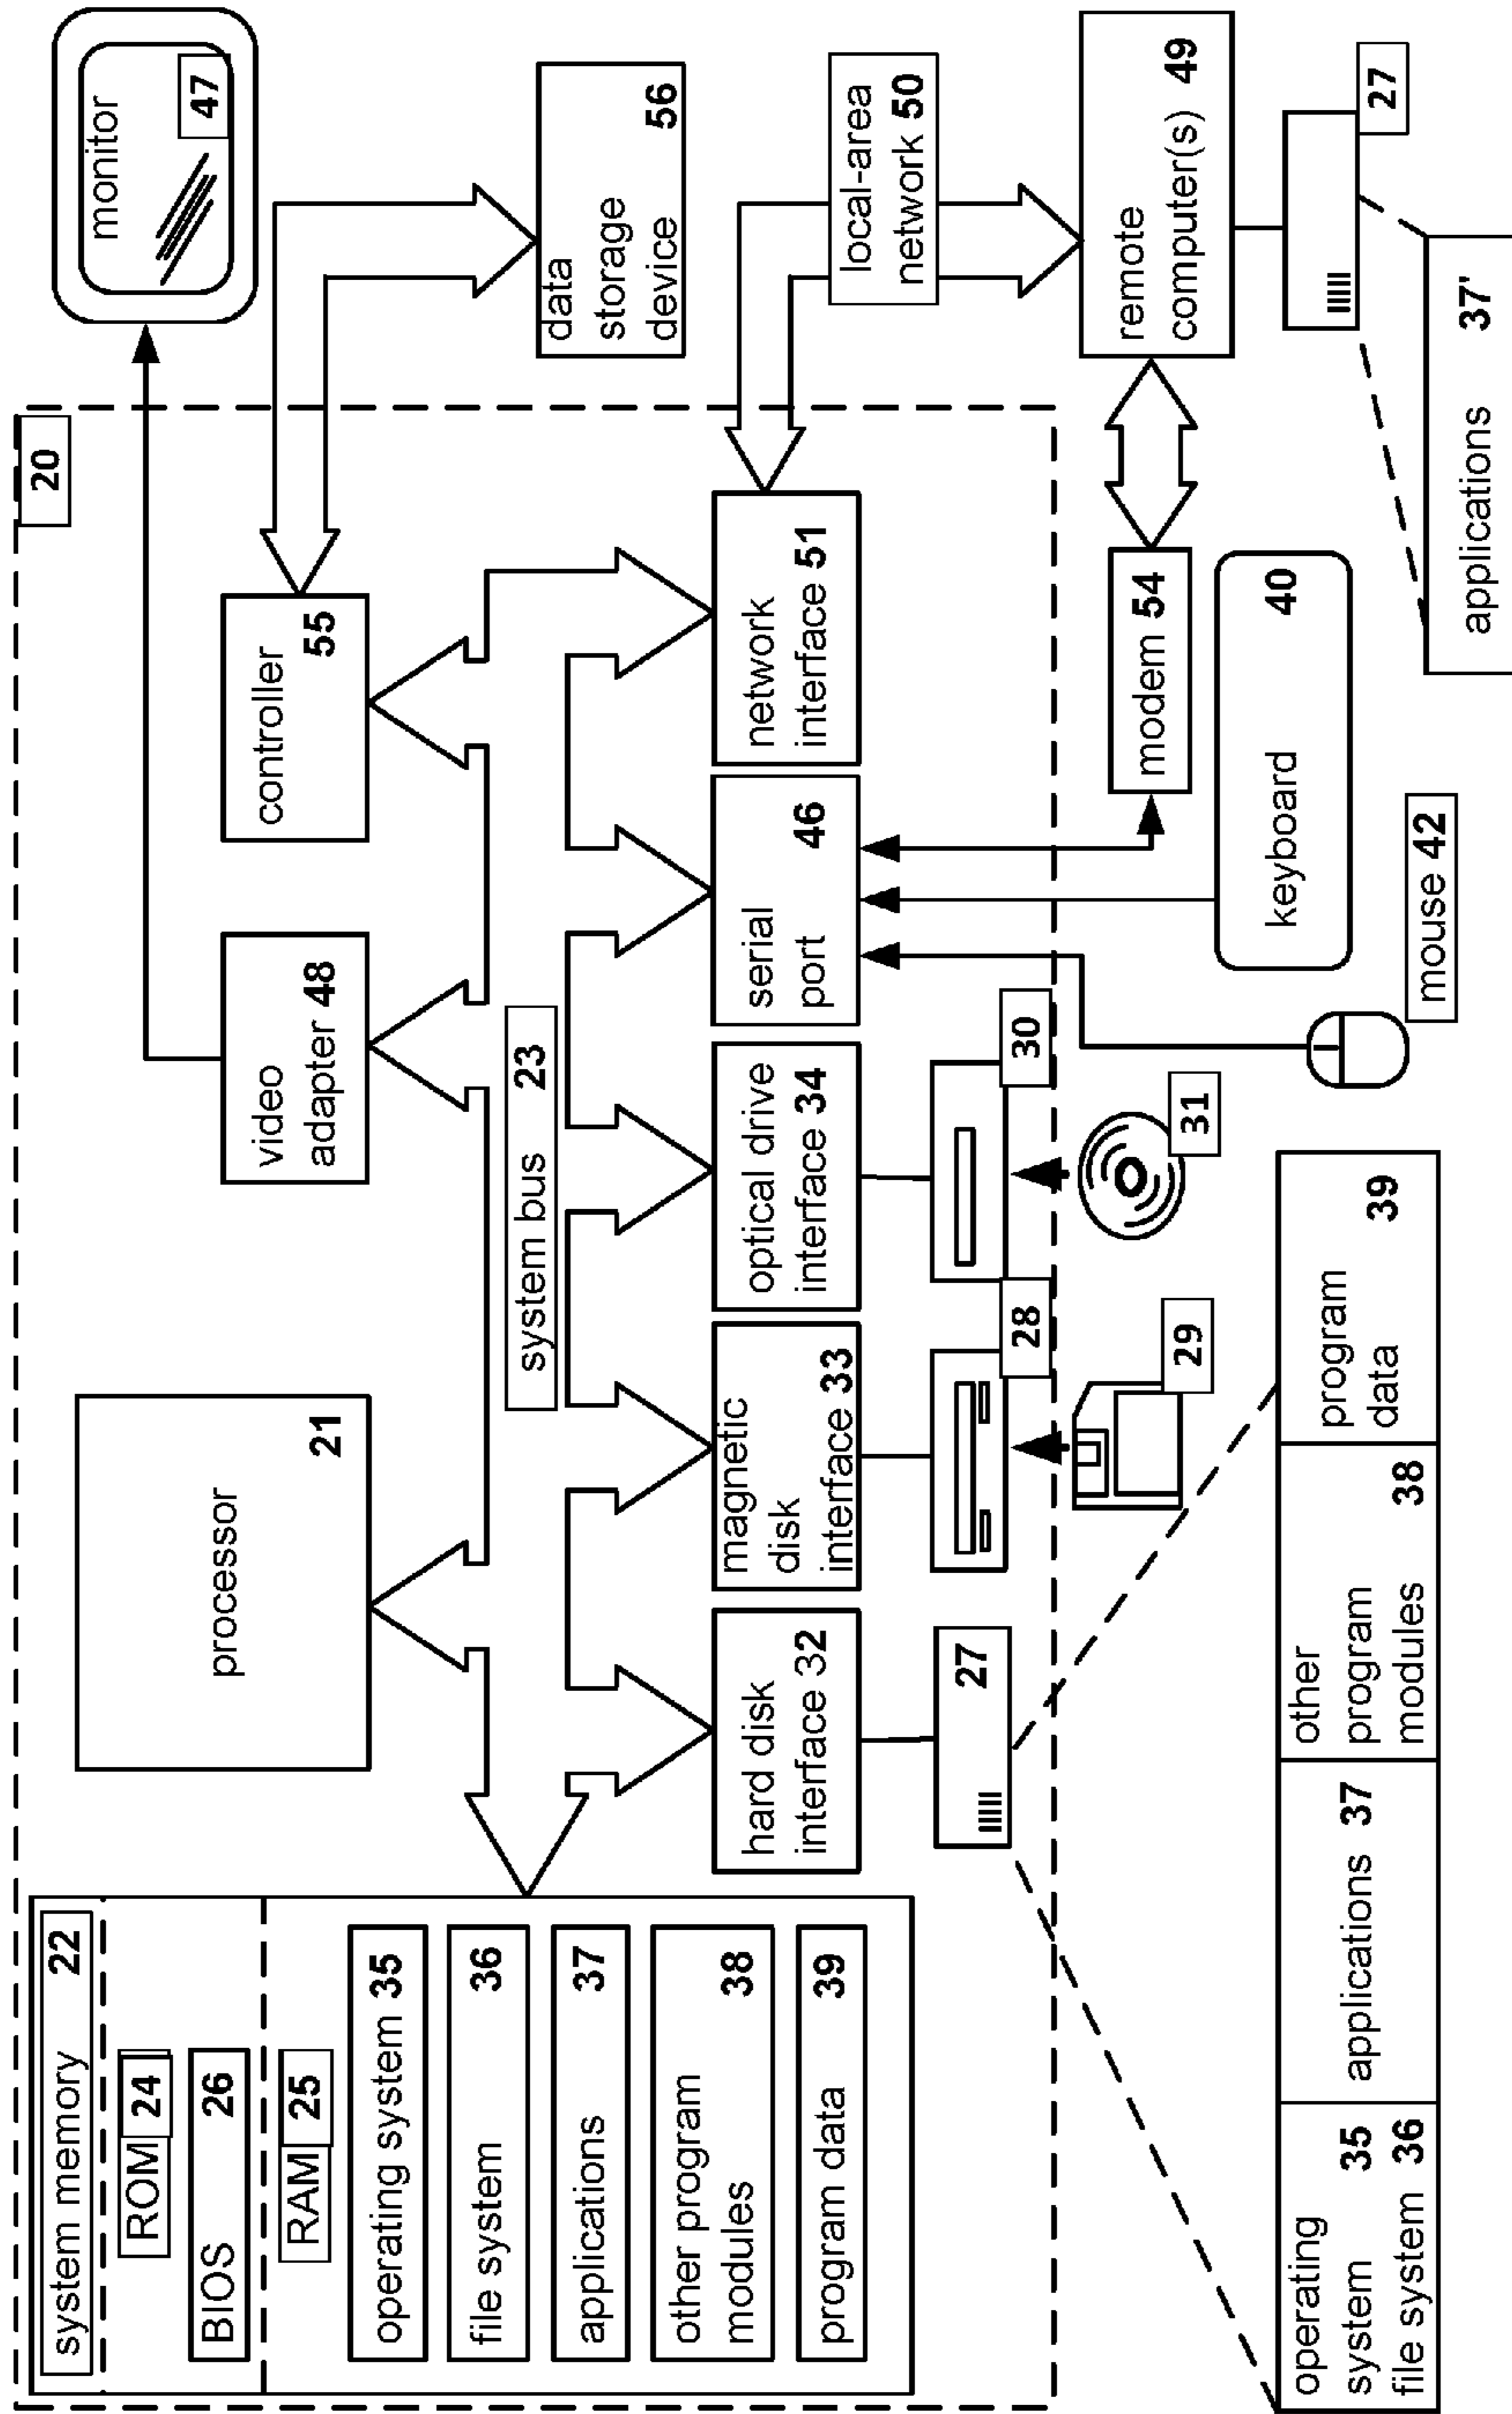 20
system memory 22
ROM 24
BIOS 26
RAM 25
operating system 35
file system 36
applications 37
other program
modules 38
program data 39
processor
21
video
adapter 48
controller
55
monitor
47
system bus 23
data
storage
device 56
hard disk
interface 32
magnetic
disk
interface 33
optical drive
interface 34
serial
port 46
network
interface 51
local-area
network 50
27
28
30
29
31
modem 54
remote
computer(s) 49
27
keyboard 40
mouse 42
operating
system 35
file system 36
applications 37
other
program
modules 38
program
data 39
applications 37'